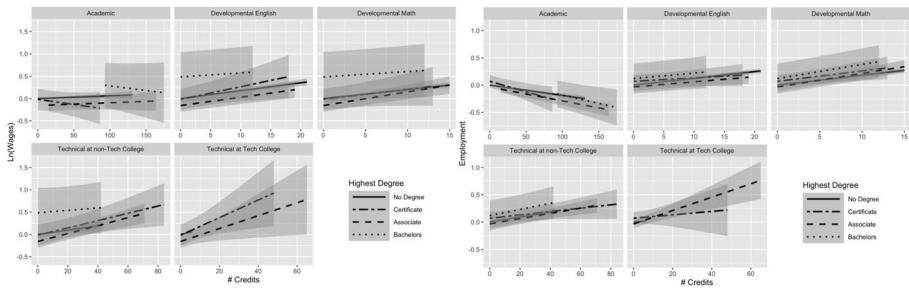 Academic
Developmental English
Developmental Math
1.5
1.0
0.5
0.0
-0.5
0 50 100 150
0 5 10 15 20
0 5 10 15
Ln(Wages)
Technical at non-Tech College
Technical at Tech College
1.5
1.0
0.5
0.0
-0.5
0 20 40 60 80
0 20 40 60
# Credits
Highest Degree
No Degree
Certificate
Associate
Bachelors
Academic
Developmental English
Developmental Math
1.0
0.5
0.0
-0.5
0 50 100 150
0 5 10 15 20
0 5 10 15
Employment
Technical at non-Tech College
Technical at Tech College
1.0
0.5
0.0
-0.5
0 20 40 60 80
0 20 40 60
# Credits
Highest Degree
No Degree
Certificate
Associate
Bachelors